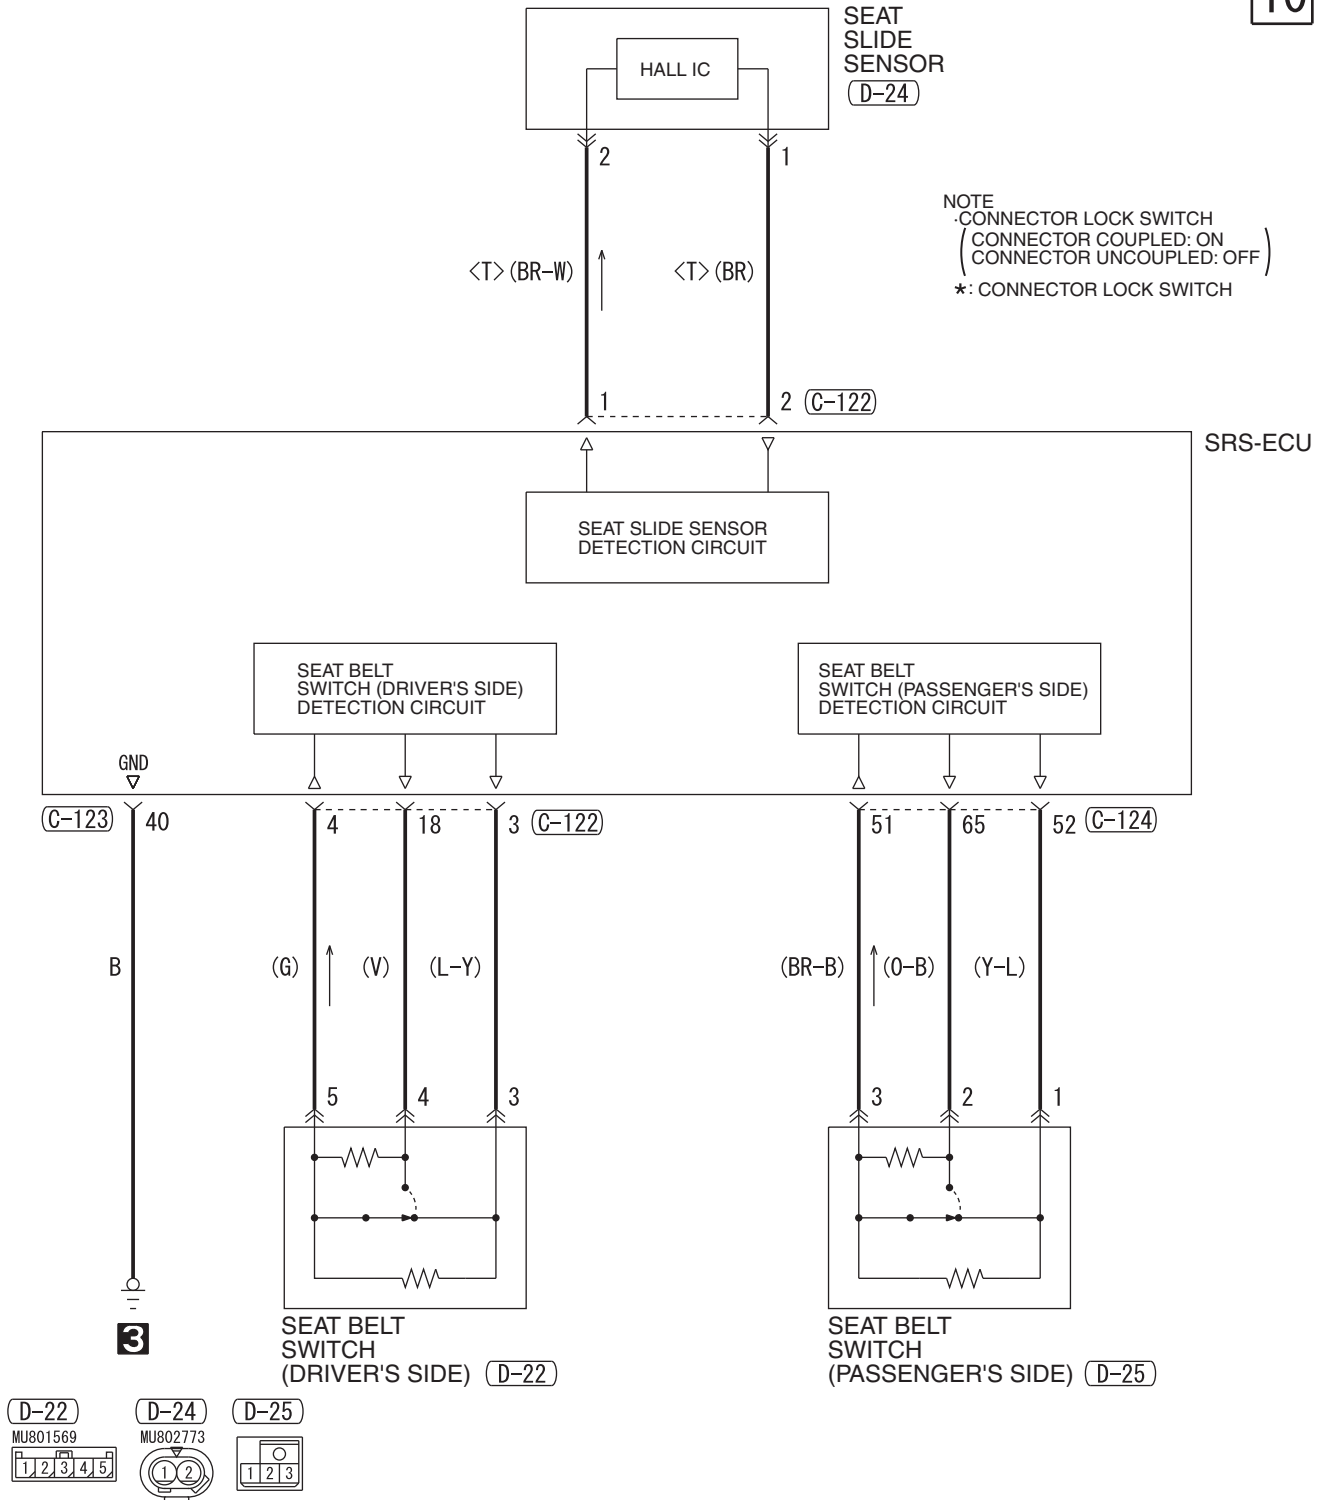 10
SEAT
SLIDE
SENSOR
D-24
HALL IC
2
1
NOTE
·CONNECTOR LOCK SWITCH
(CONNECTOR COUPLED: ON
CONNECTOR UNCOUPLED: OFF)
*: CONNECTOR LOCK SWITCH
<T>(BR-W)
<T>(BR)
1
2
C-122
SRS-ECU
SEAT SLIDE SENSOR
DETECTION CIRCUIT
SEAT BELT
SWITCH (DRIVER'S SIDE)
DETECTION CIRCUIT
SEAT BELT
SWITCH (PASSENGER'S SIDE)
DETECTION CIRCUIT
GND
C-123
40
4
18
3
C-122
51
65
52
C-124
B
(G)
(V)
(L-Y)
(BR-B)
(O-B)
(Y-L)
5
4
3
3
2
1
3
SEAT BELT
SWITCH
(DRIVER'S SIDE)
D-22
SEAT BELT
SWITCH
(PASSENGER'S SIDE)
D-25
D-22
D-24
D-25
MU801569
MU802773
1 2 3 4 5
1 2
1 2 3